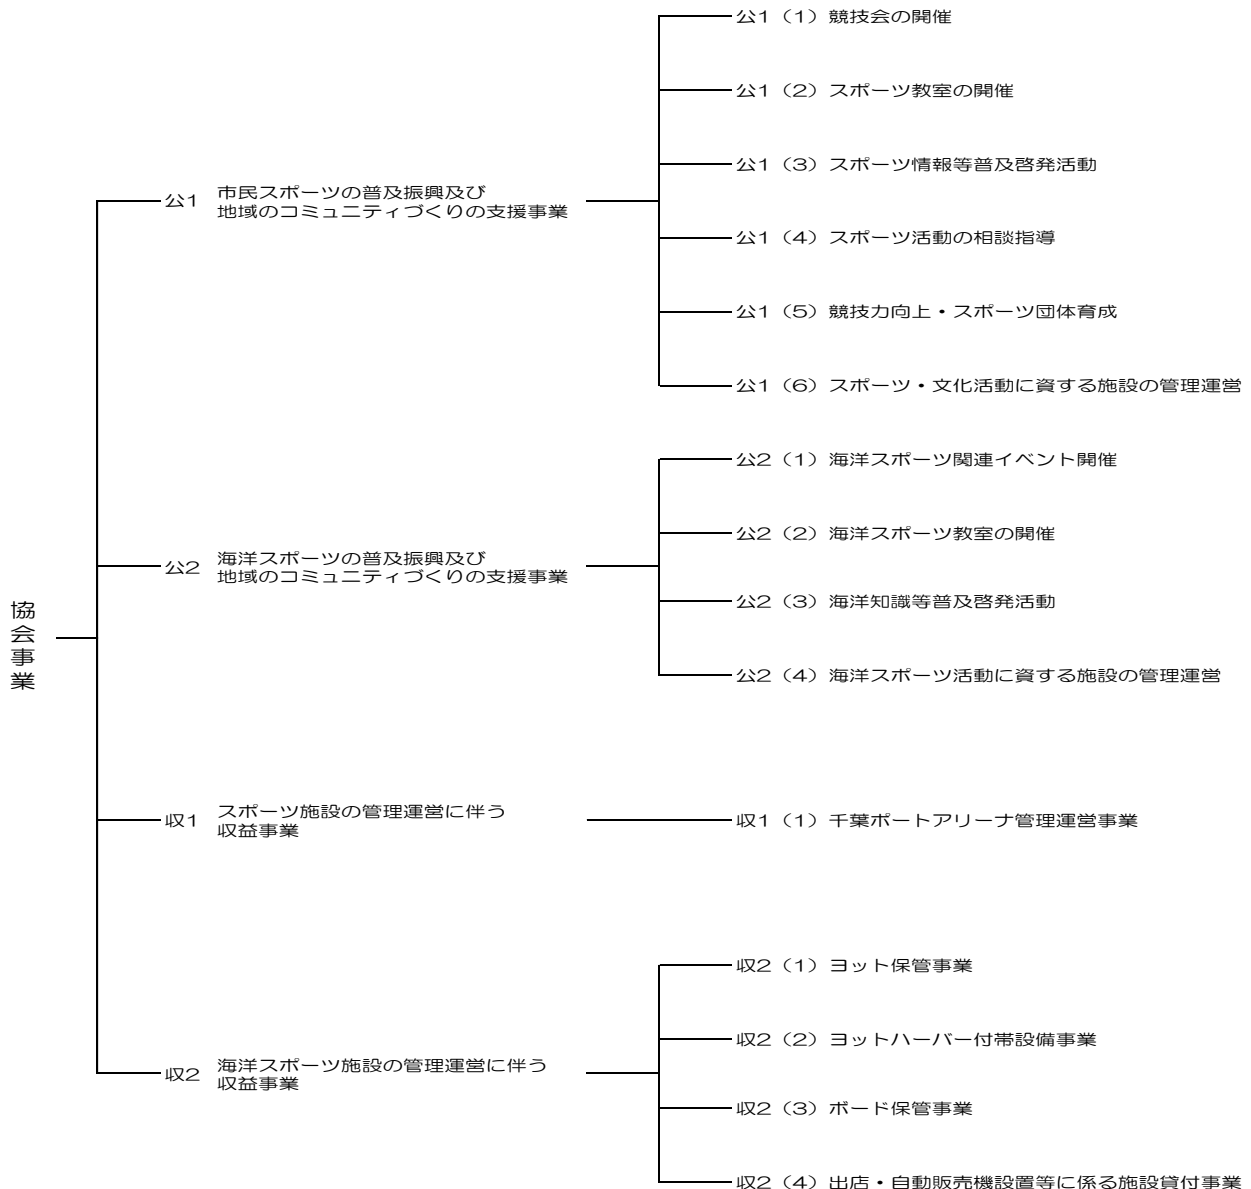 協会事業
公1 市民スポーツの普及振興及び
地域のコミュニティづくりの支援事業
公1（1）競技会の開催
公1（2）スポーツ教室の開催
公1（3）スポーツ情報等普及啓発活動
公1（4）スポーツ活動の相談指導
公1（5）競技力向上・スポーツ団体育成
公1（6）スポーツ・文化活動に資する施設の管理運営
公2 海洋スポーツの普及振興及び
地域のコミュニティづくりの支援事業
公2（1）海洋スポーツ関連イベント開催
公2（2）海洋スポーツ教室の開催
公2（3）海洋知識等普及啓発活動
公2（4）海洋スポーツ活動に資する施設の管理運営
収1 スポーツ施設の管理運営に伴う
収益事業
収1（1）千葉ポートアリーナ管理運営事業
収2 海洋スポーツ施設の管理運営に伴う
収益事業
収2（1）ヨット保管事業
収2（2）ヨットハーバー付帯設備事業
収2（3）ボード保管事業
収2（4）出店・自動販売機設置等に係る施設貸付事業